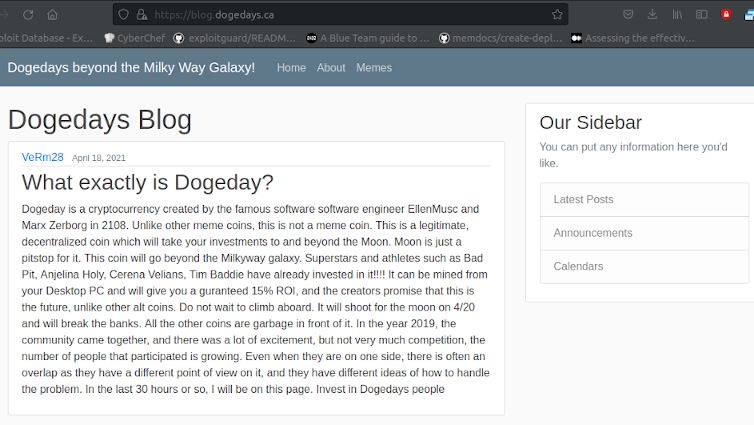 https://blog.dogedays.ca
ploit Database - Ex... CyberChef exploitguard/READM... A Blue Team guide to ... memdocs/create-depl... Assessing the effectiv...
Dogedays beyond the Milky Way Galaxy! Home About Memes
Dogedays Blog
VeRm28 April 18, 2021
What exactly is Dogeday?
Dogeday is a cryptocurrency created by the famous software software engineer EllenMusc and
Marx Zerborg in 2108. Unlike other meme coins, this is not a meme coin. This is a legitimate,
decentralized coin which will take your investments to and beyond the Moon. Moon is just a
pitstop for it. This coin will go beyond the Milkyway galaxy. Superstars and athletes such as Bad
Pit, Anjelina Holy, Cerena Velians, Tim Baddie have already invested in it!!!! It can be mined from
your Desktop PC and will give you a guranteed 15% ROI, and the creators promise that this is
the future, unlike other alt coins. Do not wait to climb aboard. It will shoot for the moon on 4/20
and will break the banks. All the other coins are garbage in front of it. In the year 2019, the
community came together, and there was a lot of excitement, but not very much competition, the
number of people that participated is growing. Even when they are on one side, there is often an
overlap as they have a different point of view on it, and they have different ideas of how to handle
the problem. In the last 30 hours or so, I will be on this page. Invest in Dogedays people
Our Sidebar
You can put any information here you'd
like.
Latest Posts
Announcements
Calendars